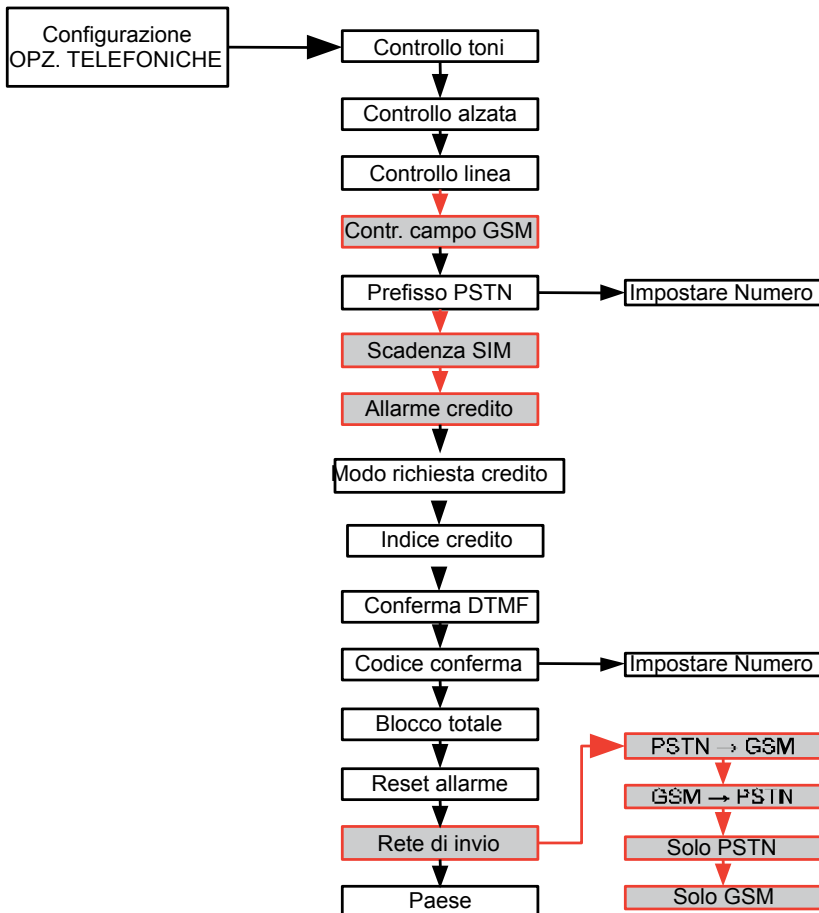 Configurazione
OPZ. TELEFONICHE
Controllo toni
Controllo alzata
Controllo linea
Contr. campo GSM
Prefisso PSTN
Impostare Numero
Scadenza SIM
Allarme credito
Modo richiesta credito
Indice credito
Conferma DTMF
Codice conferma
Impostare Numero
Blocco totale
Reset allarme
Rete di invio
PSTN → GSM
GSM → PSTN
Solo PSTN
Solo GSM
Paese